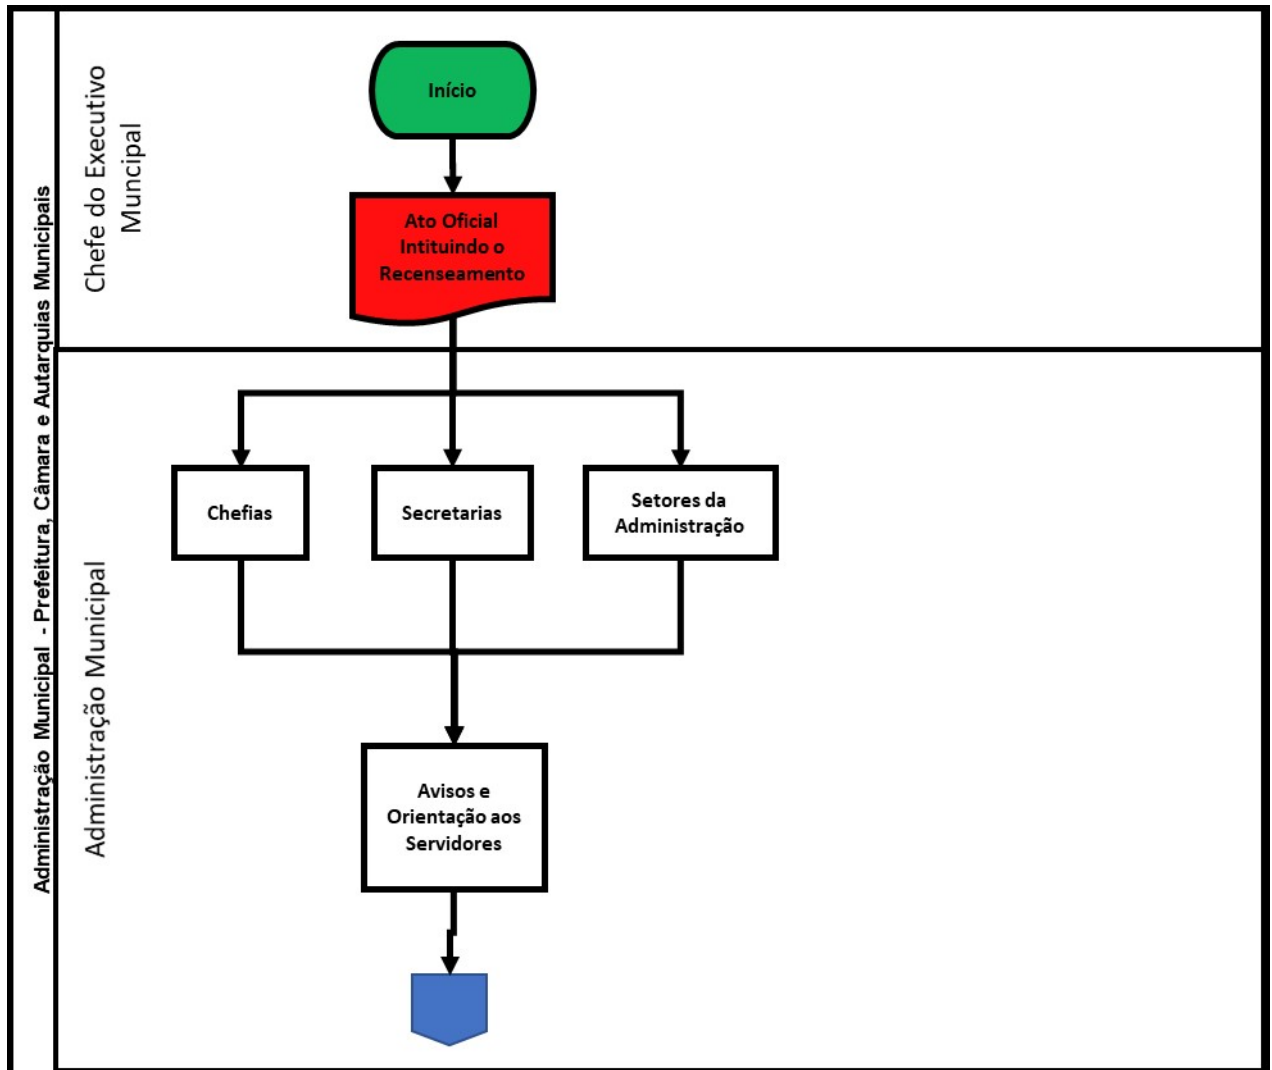 Administração Municipal  - Prefeitura, Câmara e Autarquias Municipais
Chefe do Executivo
Muncipal
Início
Ato Oficial
Intituindo o
Recenseamento
Administração Municipal
Chefias
Secretarias
Setores da
Administração
Avisos e
Orientação aos
Servidores